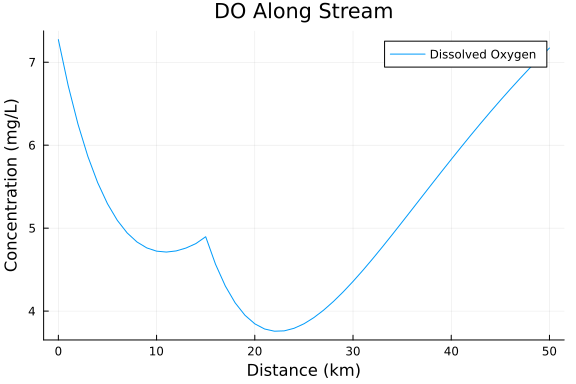 DO Along Stream
Dissolved Oxygen
Concentration (mg/L)
7
6
5
4
0 10 20 30 40 50
Distance (km)